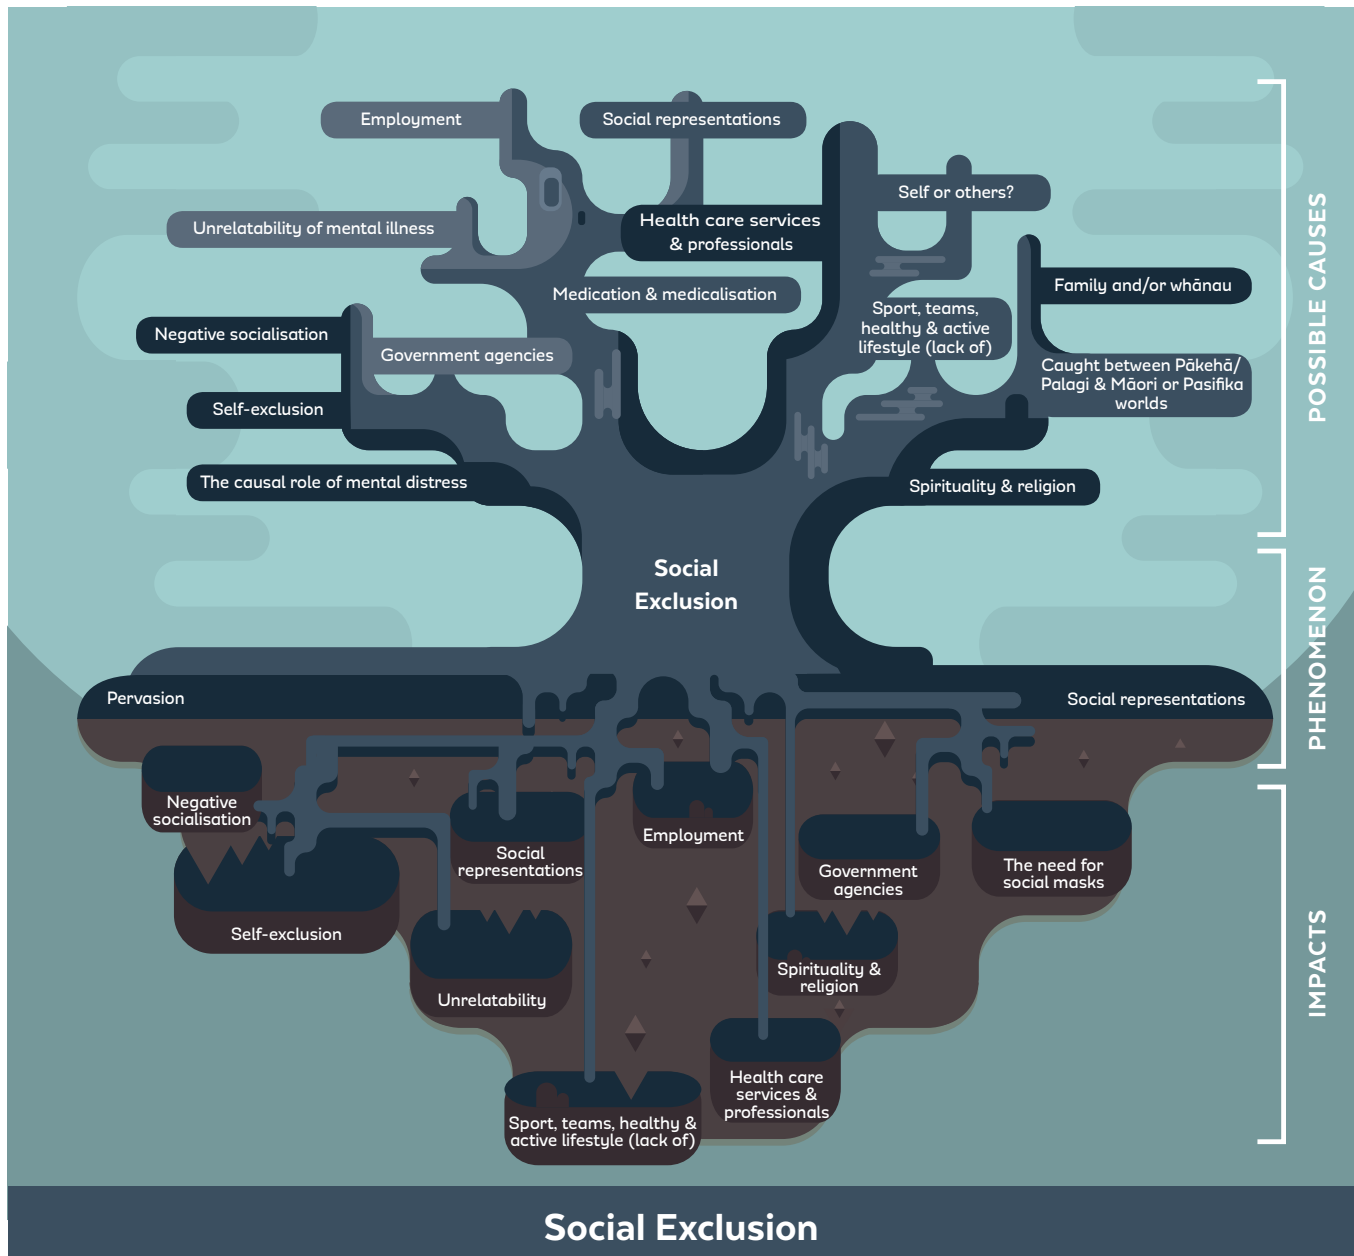 Employment
Social representations
Self or others?
Unrelatability of mental illness
Health care services
& professionals
Family and/or whānau
Medication & medicalisation
Sport, teams,
healthy & active
lifestyle (lack of)
Negative socialisation
Government agencies
Caught between Pākehā/
Palagi & Māori or Pasifika
worlds
Self-exclusion
The causal role of mental distress
Spirituality & religion
POSSIBLE CAUSES
Social
Exclusion
Pervasion
Social representations
PHENOMENON
Negative
socialisation
Social
representations
Employment
Government
agencies
The need for
social masks
Self-exclusion
Unrelatability
Spirituality &
religion
Health care
services &
professionals
Sport, teams, healthy &
active lifestyle (lack of)
IMPACTS
Social Exclusion